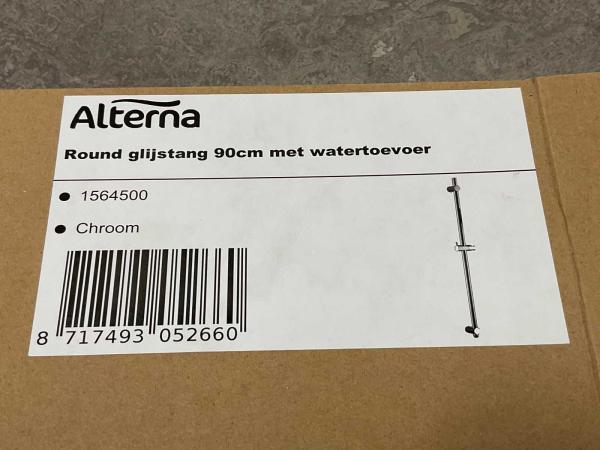 Alterna
Round glijstang 90cm met watertoevoer
1564500
Chroom
8 717493 052660